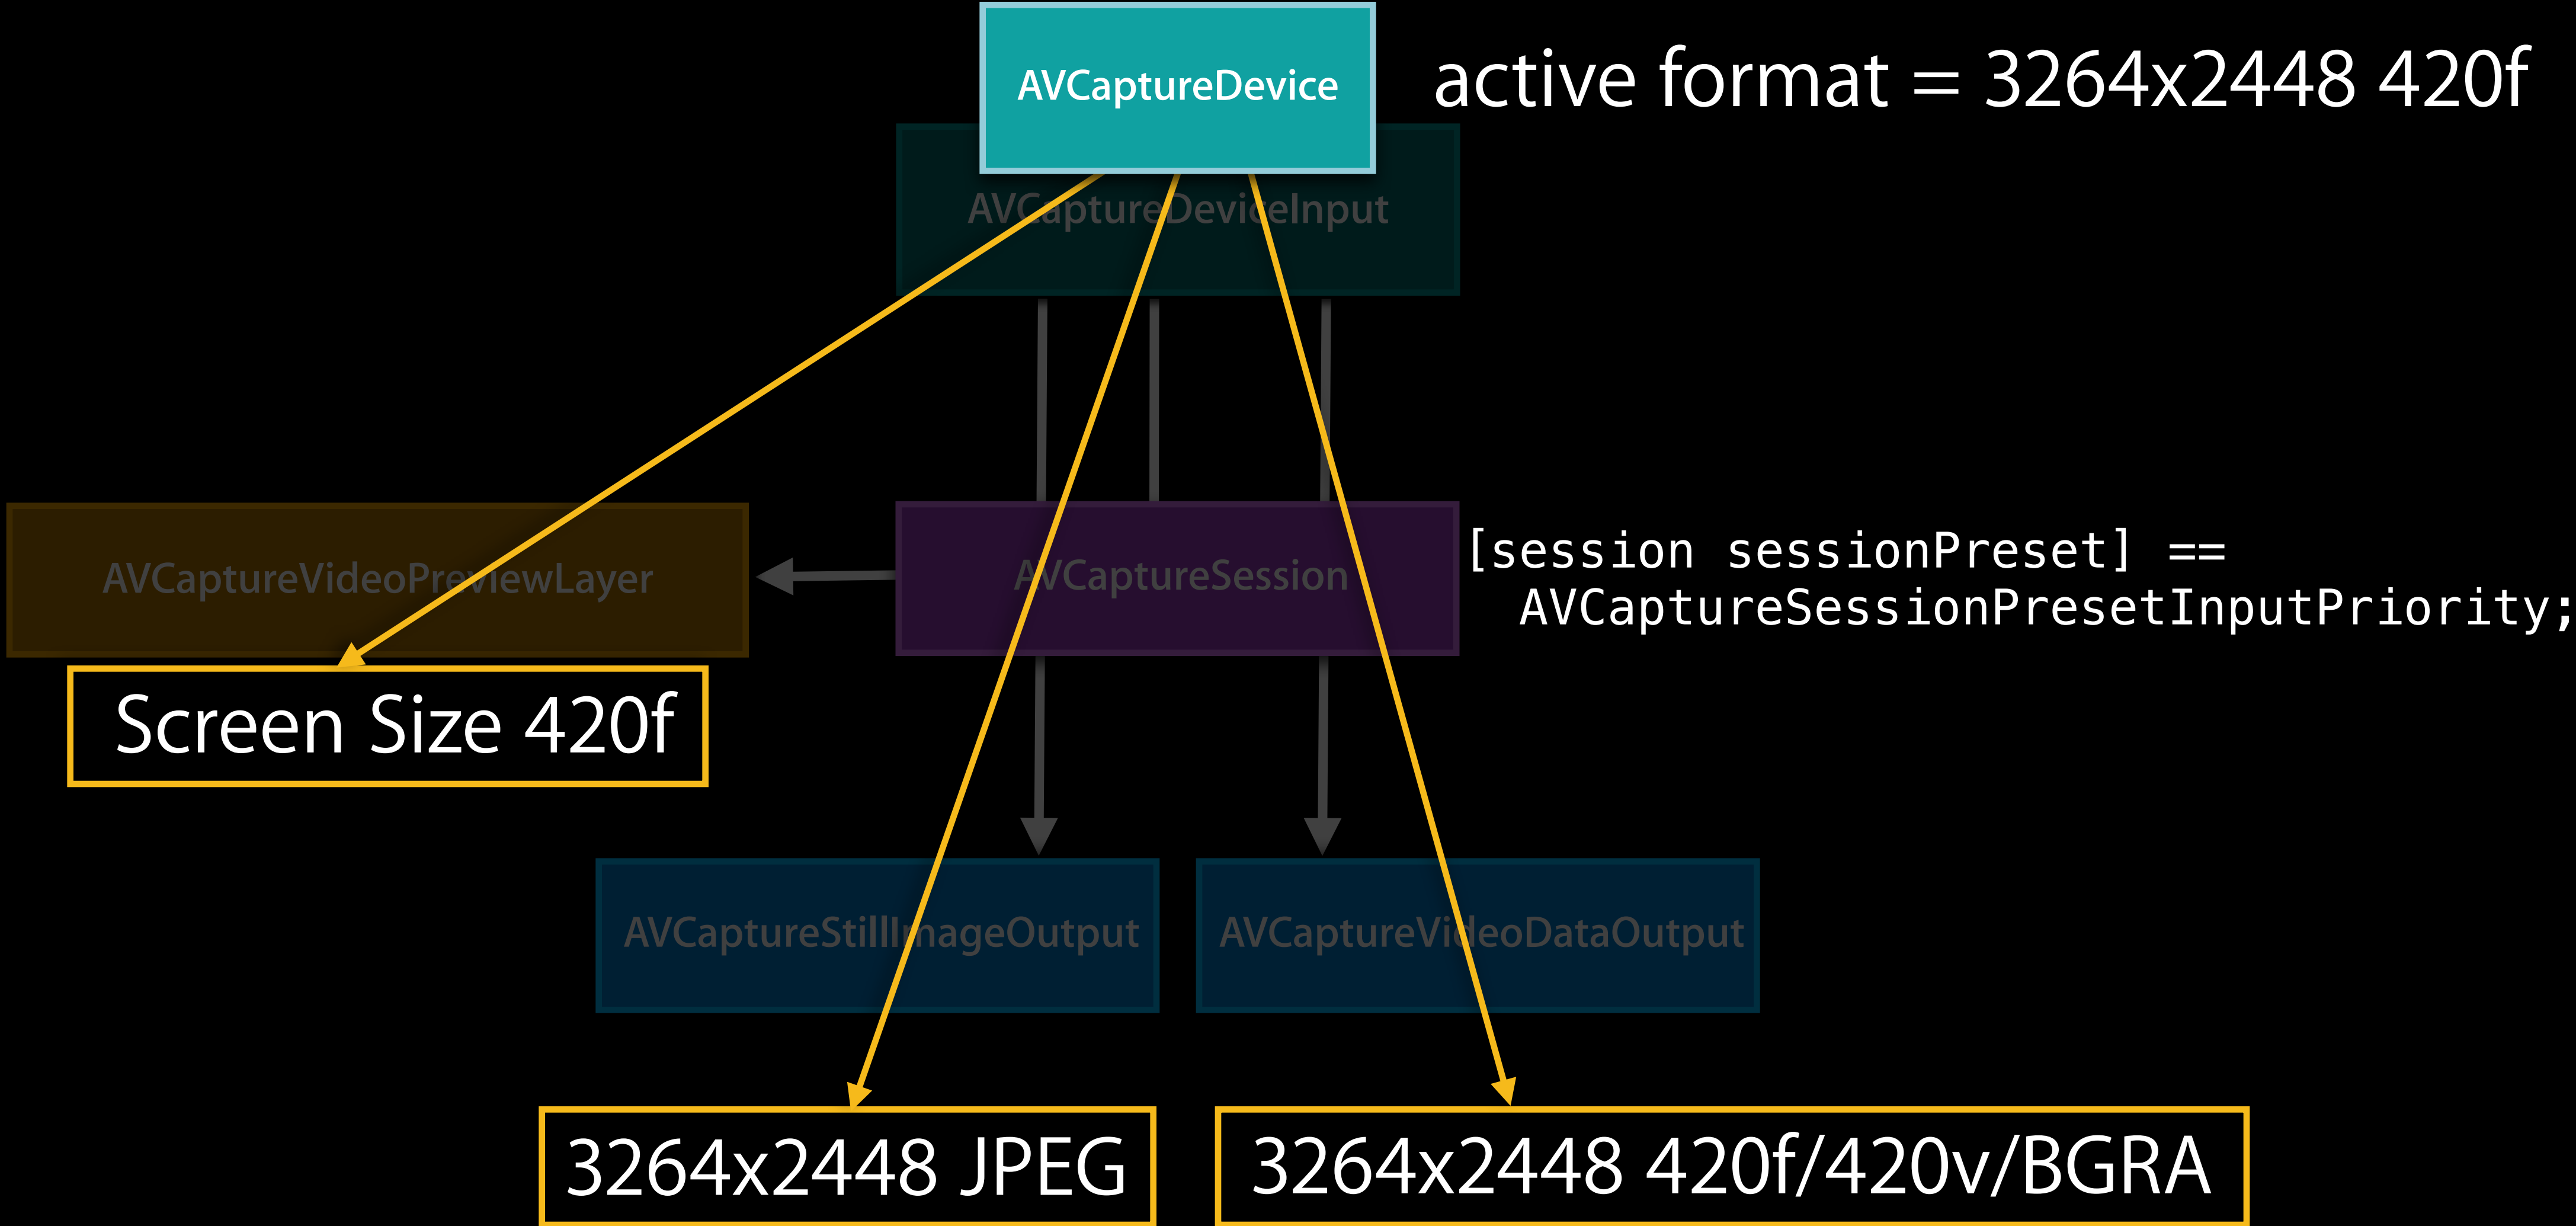 AVCaptureDevice
active format = 3264x2448 420f
AVCaptureDeviceInput
[session sessionPreset] ==
AVCaptureSessionPresetInputPriority;
AVCaptureVideoPreviewLayer
AVCaptureSession
Screen Size 420f
AVCaptureStillImageOutput
AVCaptureVideoDataOutput
3264x2448 JPEG
3264x2448 420f/420v/BGRA